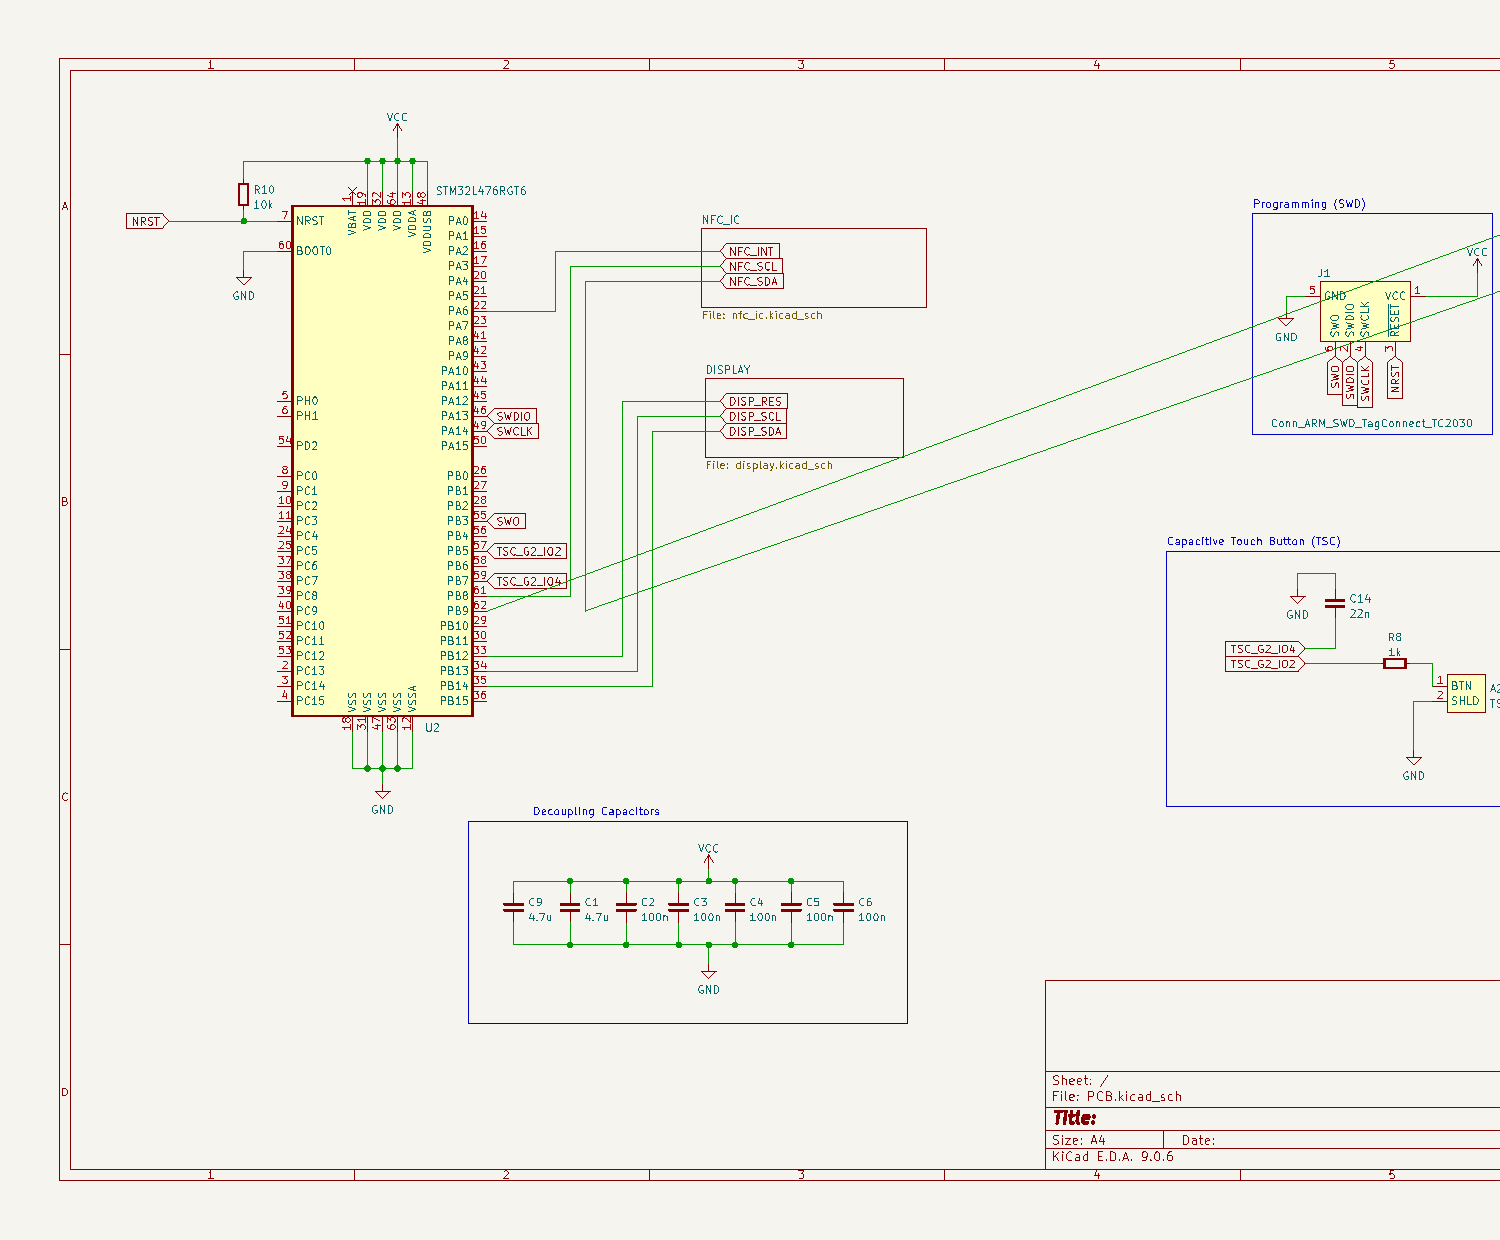 1 2 3 4 5
A
B
C
D
VCC
R10
10k
NRST
GND
STM32L476RGT6
1 19 32 64 13 48
VBAT VDD VDD VDD VDDA VDDUSB
7 NRST
60 BOOT0
5 PH0
6 PH1
54 PD2
8 PC0
9 PC1
10 PC2
11 PC3
24 PC4
25 PC5
37 PC6
38 PC7
39 PC8
40 PC9
51 PC10
52 PC11
53 PC12
2 PC13
3 PC14
4 PC15
PA0 14
PA1 15
PA2 16
PA3 17
PA4 20
PA5 21
PA6 22
PA7 23
PA8 41
PA9 42
PA10 43
PA11 44
PA12 45
PA13 46 SWDIO
PA14 49 SWCLK
PA15 50
PB0 26
PB1 27
PB2 28
PB3 55 SWO
PB4 56
PB5 57 TSC_G2_IO2
PB6 58
PB7 59 TSC_G2_IO4
PB8 61
PB9 62
PB10 29
PB11 30
PB12 33
PB13 34
PB14 35
PB15 36
VSS VSS VSS VSS VSSA
18 31 47 63 12
U2
GND
NFC_IC
NFC_INT
NFC_SCL
NFC_SDA
File: nfc_ic.kicad_sch
DISPLAY
DISP_RES
DISP_SCL
DISP_SDA
File: display.kicad_sch
Programming (SWD)
VCC
J1
5 GND VCC 1
SWO SWDIO SWCLK RESET
6 2 4 3
GND
SWO SWDIO SWCLK NRST
Conn_ARM_SWD_TagConnect_TC2030
Capacitive Touch Button (TSC)
C14
22n
GND
TSC_G2_IO4
TSC_G2_IO2
R8
1k
1 BTN
2 SHLD
A2
TS
GND
Decoupling Capacitors
VCC
C9 C1 C2 C3 C4 C5 C6
4.7u 4.7u 100n 100n 100n 100n 100n
GND
Sheet: /
File: PCB.kicad_sch
Title:
Size: A4 Date:
KiCad E.D.A. 9.0.6
1 2 3 4 5